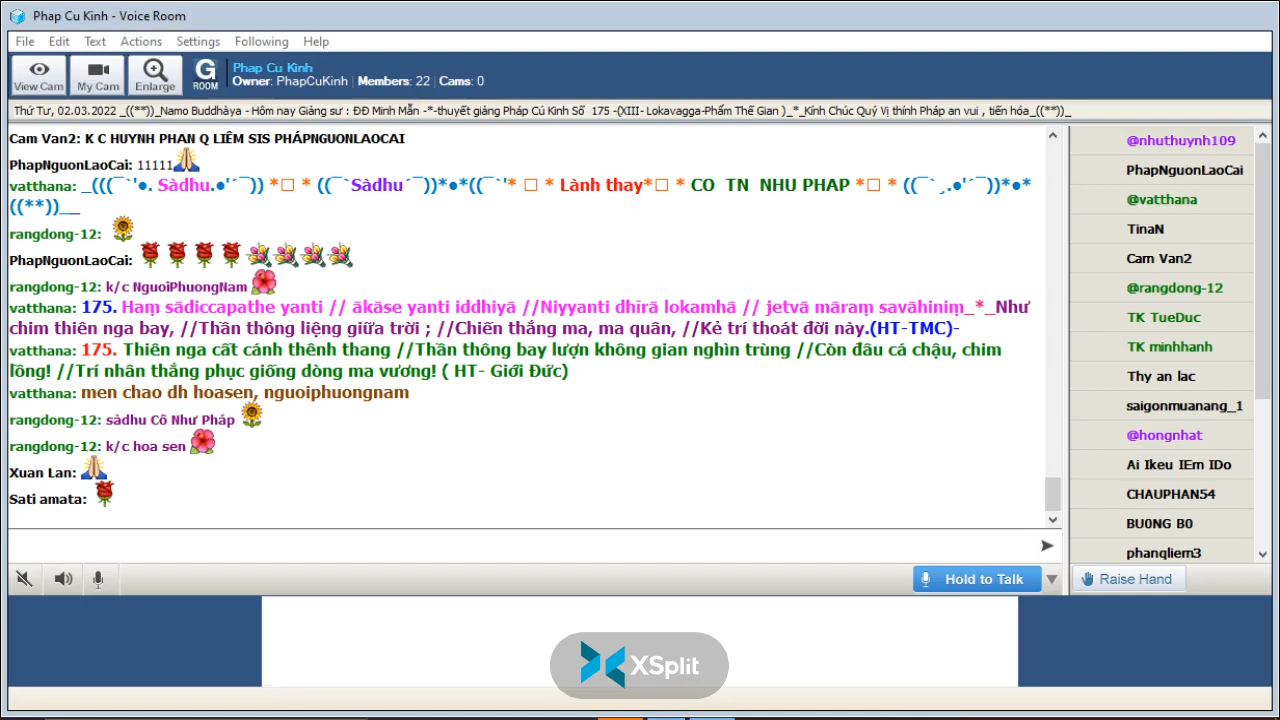 Phap Cu Kinh - Voice Room
File Edit Text Actions Settings Following Help
View Cam My Cam Enlarge G ROOM
Phap Cu Kinh
Owner: PhapCuKinh | Members: 22 | Cams: 0
Thứ Tư, 02.03.2022 _((**))_Namo Buddhàya - Hôm nay Giảng sư : ĐĐ Minh Mẫn -*-thuyết giảng Pháp Cú Kinh Số 175 -(XIII- Lokavagga-Phẩm Thế Gian )_*_Kính Chúc Quý Vị thính Pháp an vui , tiến hóa_((**))_
Cam Van2: K C HUYNH PHAN Q LIÊM SIS PHÁPNGUONLAOCAI
PhapNguonLaoCai: 11111
vatthana: _(((¯`'●. Sàdhu.●'´¯)) *□ * ((¯`Sàdhu´¯))*●*((¯`'* □ * Lành thay*□ * CO TN NHU PHAP *□ * ((¯`¸.●'´¯))*●*
((**))__
rangdong-12:
PhapNguonLaoCai:
rangdong-12: k/c NguoiPhuongNam
vatthana: 175. Haṃ sādiccapathe yanti // ākāse yanti iddhiyā //Niyyanti dhīrā lokamhā // jetvā māraṃ savāhiniṃ_*_Như
chim thiên nga bay, //Thần thông liệng giữa trời ; //Chiến thắng ma, ma quân, //Kẻ trí thoát đời này.(HT-TMC)-
vatthana: 175. Thiên nga cất cánh thênh thang //Thần thông bay lượn không gian nghìn trùng //Còn đâu cá chậu, chim
lồng! //Trí nhân thắng phục giống dòng ma vương! ( HT- Giới Đức)
vatthana: men chao dh hoasen, nguoiphuongnam
rangdong-12: sàdhu Cô Như Pháp
rangdong-12: k/c hoa sen
Xuan Lan:
Sati amata:
@nhuthuynh109
PhapNguonLaoCai
@vatthana
TinaN
Cam Van2
@rangdong-12
TK TueDuc
TK minhhanh
Thy an lac
saigonmuanang_1
@hongnhat
Ai Ikeu IEm IDo
CHAUPHAN54
BU0NG B0
phanqliem3
Hold to Talk
Raise Hand
XSplit